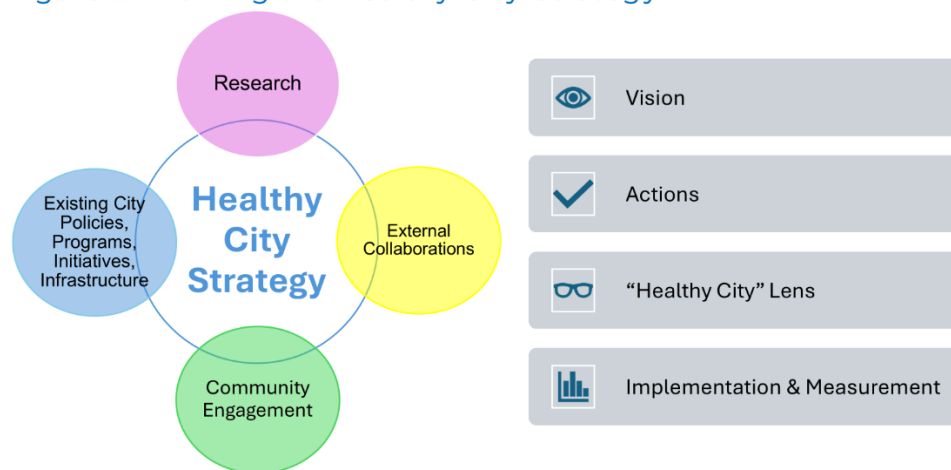 Research
Existing City
Policies,
Programs,
Initiatives,
Infrastructure
Healthy
City
Strategy
External
Collaborations
Community
Engagement
Vision
Actions
“Healthy City” Lens
Implementation & Measurement